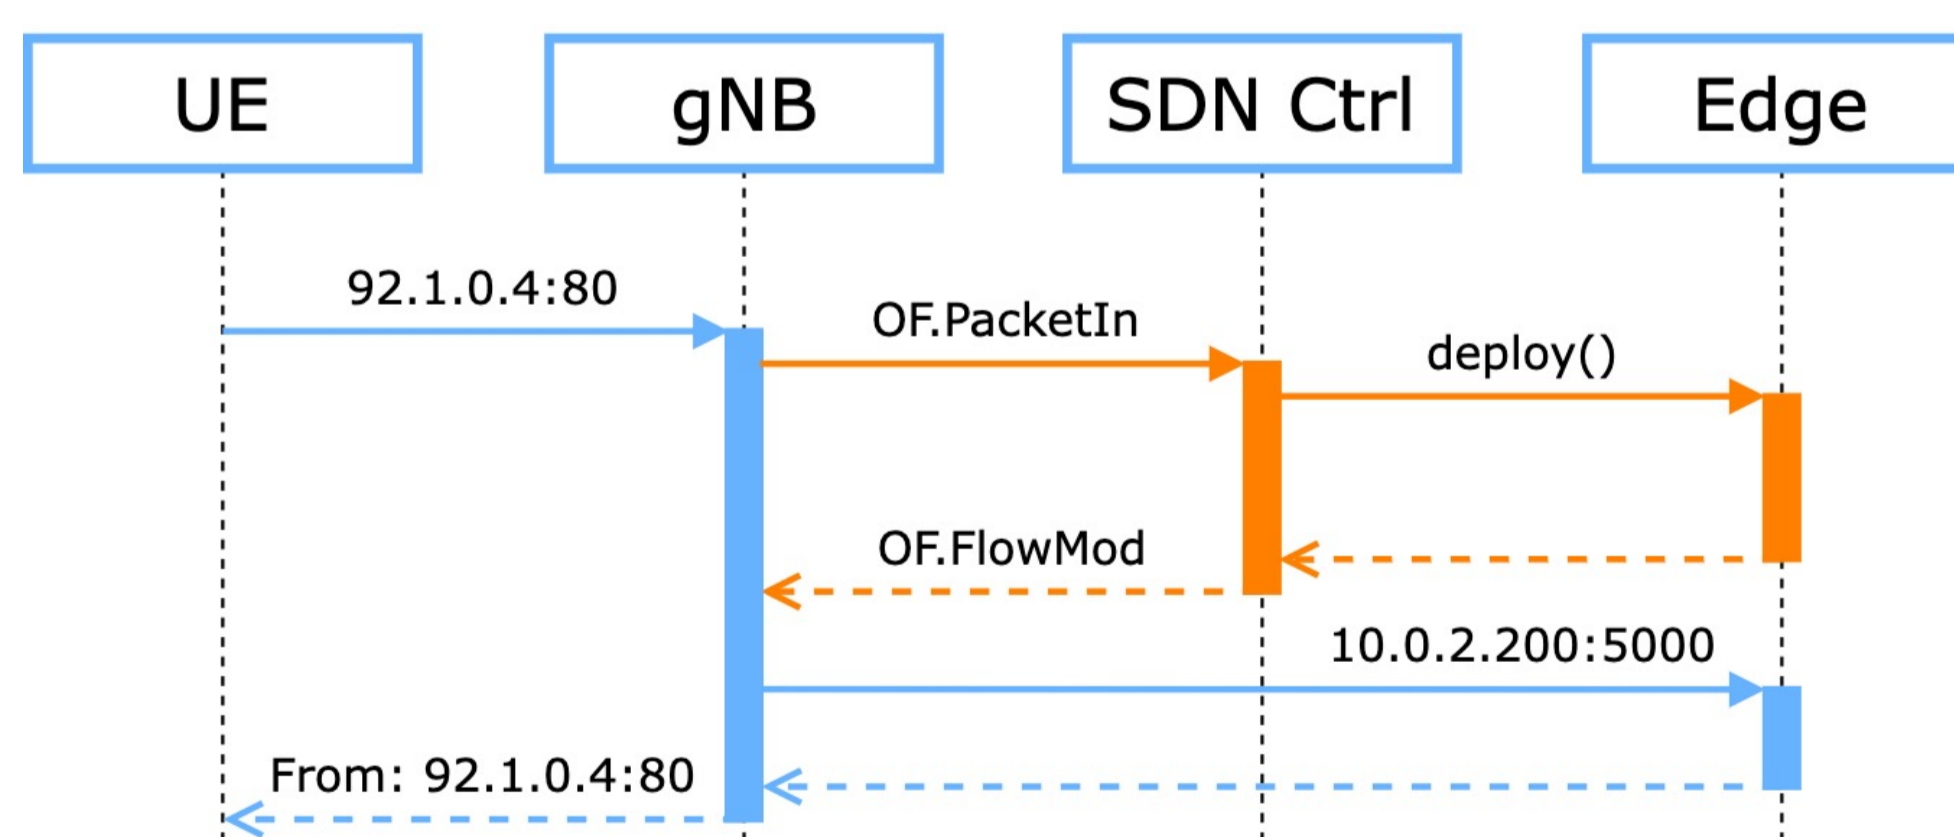 UE
gNB
SDN Ctrl
Edge
92.1.0.4:80
OF.PacketIn
deploy()
OF.FlowMod
10.0.2.200:5000
From: 92.1.0.4:80